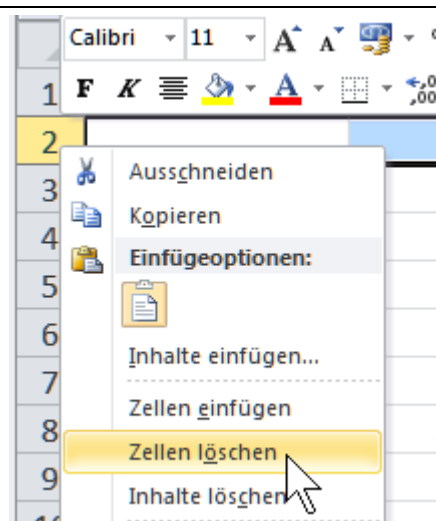 Calibri 11 A A
1 F K A ,00
2
Ausschneiden
3
Kopieren
4
Einfügeoptionen:
5
6
Inhalte einfügen...
7
Zellen einfügen
8
Zellen löschen
9
Inhalte löschen